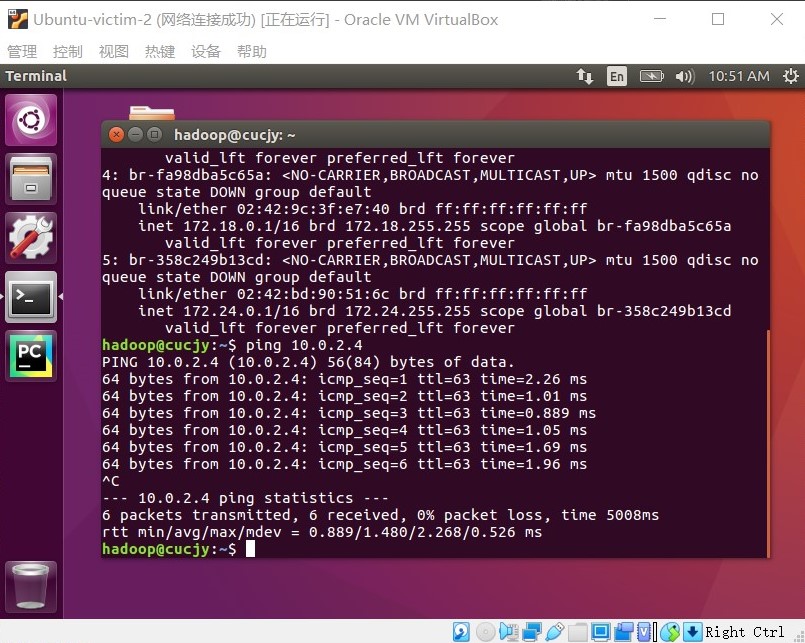 Ubuntu-victim-2 (网络连接成功) [正在运行] - Oracle VM VirtualBox
管理 控制 视图 热键 设备 帮助
Terminal En 10:51 AM
hadoop@cucjy: ~
valid_lft forever preferred_lft forever
4: br-fa98dba5c65a: <NO-CARRIER,BROADCAST,MULTICAST,UP> mtu 1500 qdisc no
queue state DOWN group default
link/ether 02:42:9c:3f:e7:40 brd ff:ff:ff:ff:ff:ff
inet 172.18.0.1/16 brd 172.18.255.255 scope global br-fa98dba5c65a
valid_lft forever preferred_lft forever
5: br-358c249b13cd: <NO-CARRIER,BROADCAST,MULTICAST,UP> mtu 1500 qdisc no
queue state DOWN group default
link/ether 02:42:bd:90:51:6c brd ff:ff:ff:ff:ff:ff
inet 172.24.0.1/16 brd 172.24.255.255 scope global br-358c249b13cd
valid_lft forever preferred_lft forever
hadoop@cucjy:~$ ping 10.0.2.4
PING 10.0.2.4 (10.0.2.4) 56(84) bytes of data.
64 bytes from 10.0.2.4: icmp_seq=1 ttl=63 time=2.26 ms
64 bytes from 10.0.2.4: icmp_seq=2 ttl=63 time=1.01 ms
64 bytes from 10.0.2.4: icmp_seq=3 ttl=63 time=0.889 ms
64 bytes from 10.0.2.4: icmp_seq=4 ttl=63 time=1.05 ms
64 bytes from 10.0.2.4: icmp_seq=5 ttl=63 time=1.69 ms
64 bytes from 10.0.2.4: icmp_seq=6 ttl=63 time=1.96 ms
^C
--- 10.0.2.4 ping statistics ---
6 packets transmitted, 6 received, 0% packet loss, time 5008ms
rtt min/avg/max/mdev = 0.889/1.480/2.268/0.526 ms
hadoop@cucjy:~$
PC
Right Ctrl